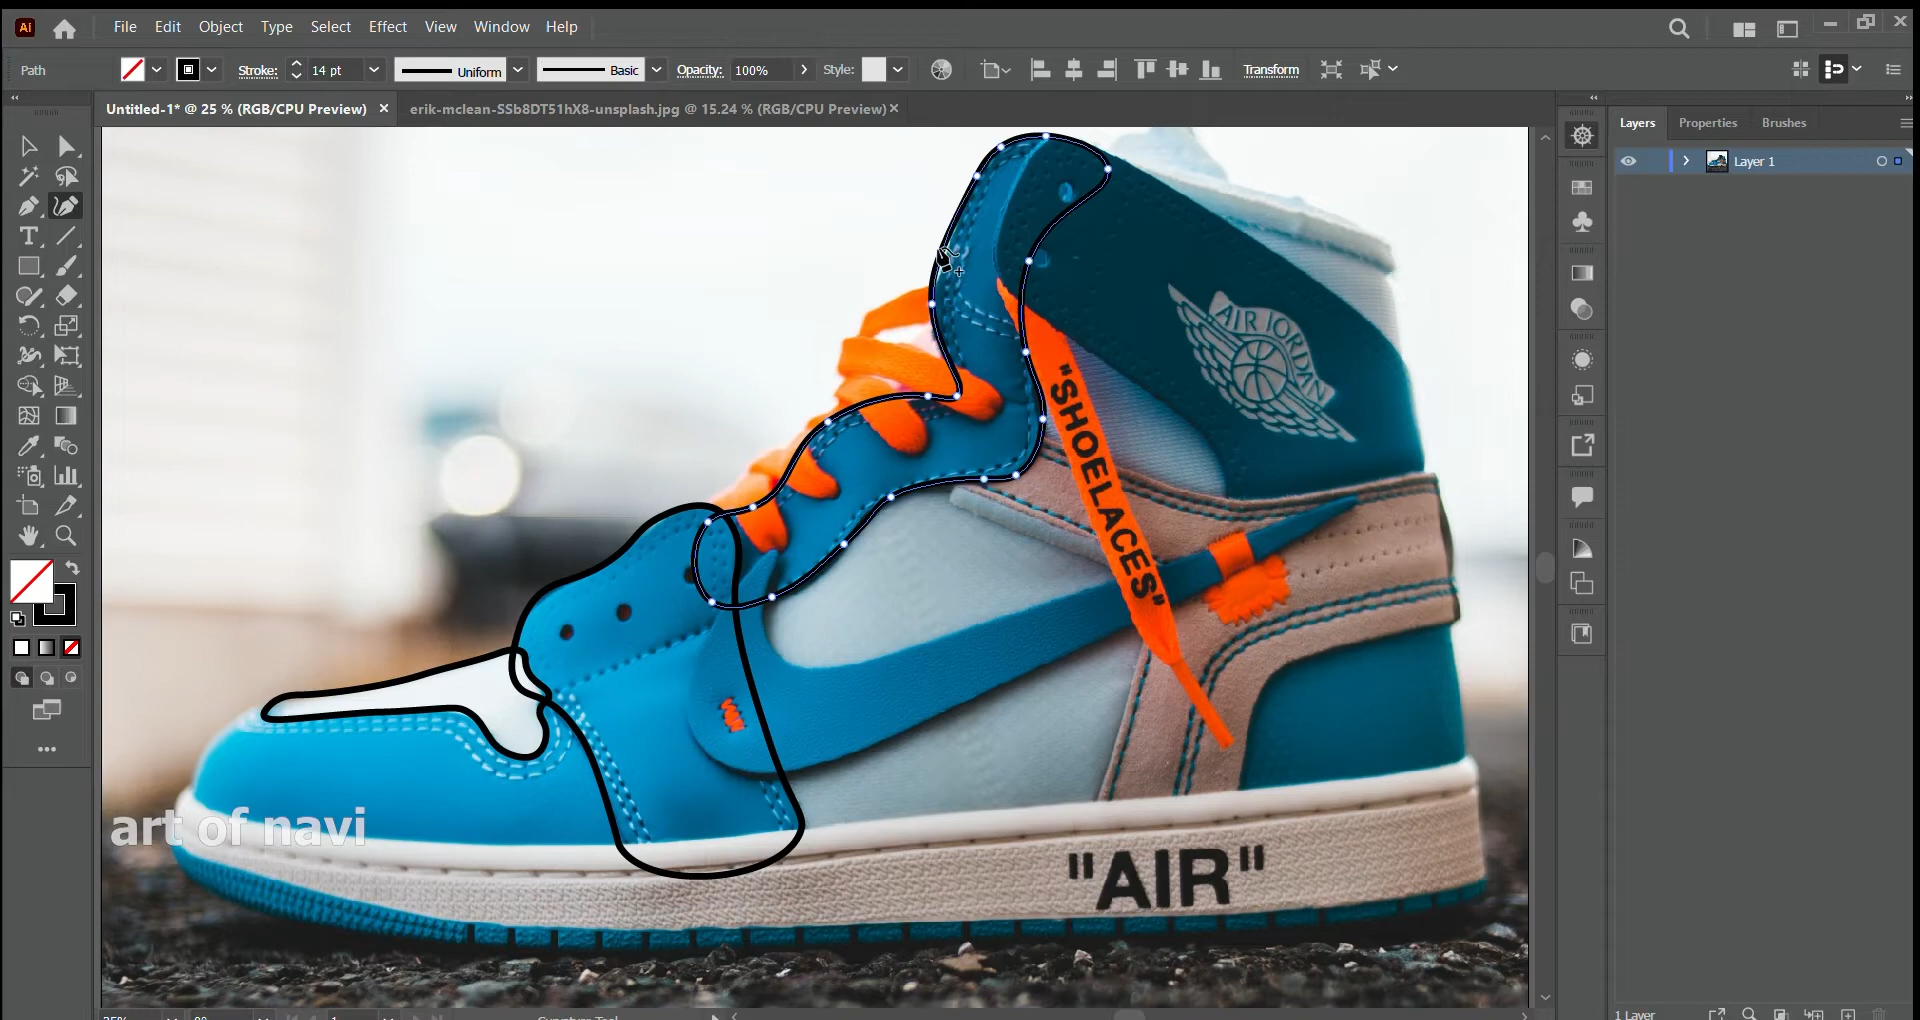 Ai File Edit Object Type Select Effect View Window Help
Path Stroke: 14 pt Uniform Basic Opacity: 100% Style: Transform
Untitled-1* @ 25 % (RGB/CPU Preview) × erik-mclean-SSb8DT51hX8-unsplash.jpg @ 15.24 % (RGB/CPU Preview) ×
Layers Properties Brushes
Layer 1
AIR JORDAN
"SHOELACES"
art of navi
"AIR"
1 Layer